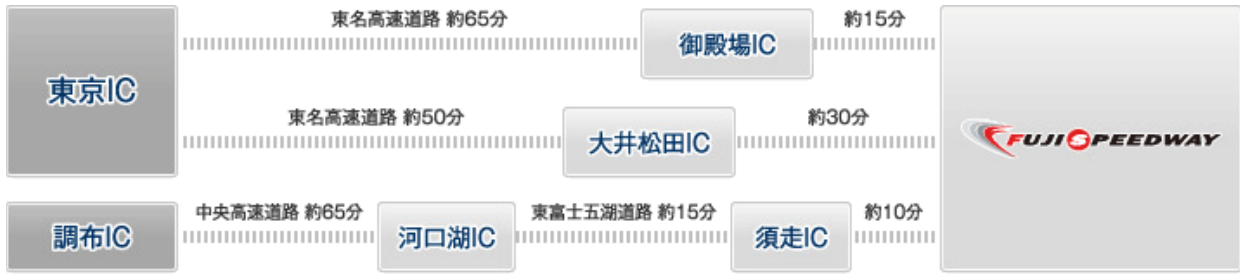 東京IC
東名高速道路 約65分
御殿場IC
約15分
東名高速道路 約50分
大井松田IC
約30分
FUJI SPEEDWAY
調布IC
中央高速道路 約65分
河口湖IC
東富士五湖道路 約15分
須走IC
約10分